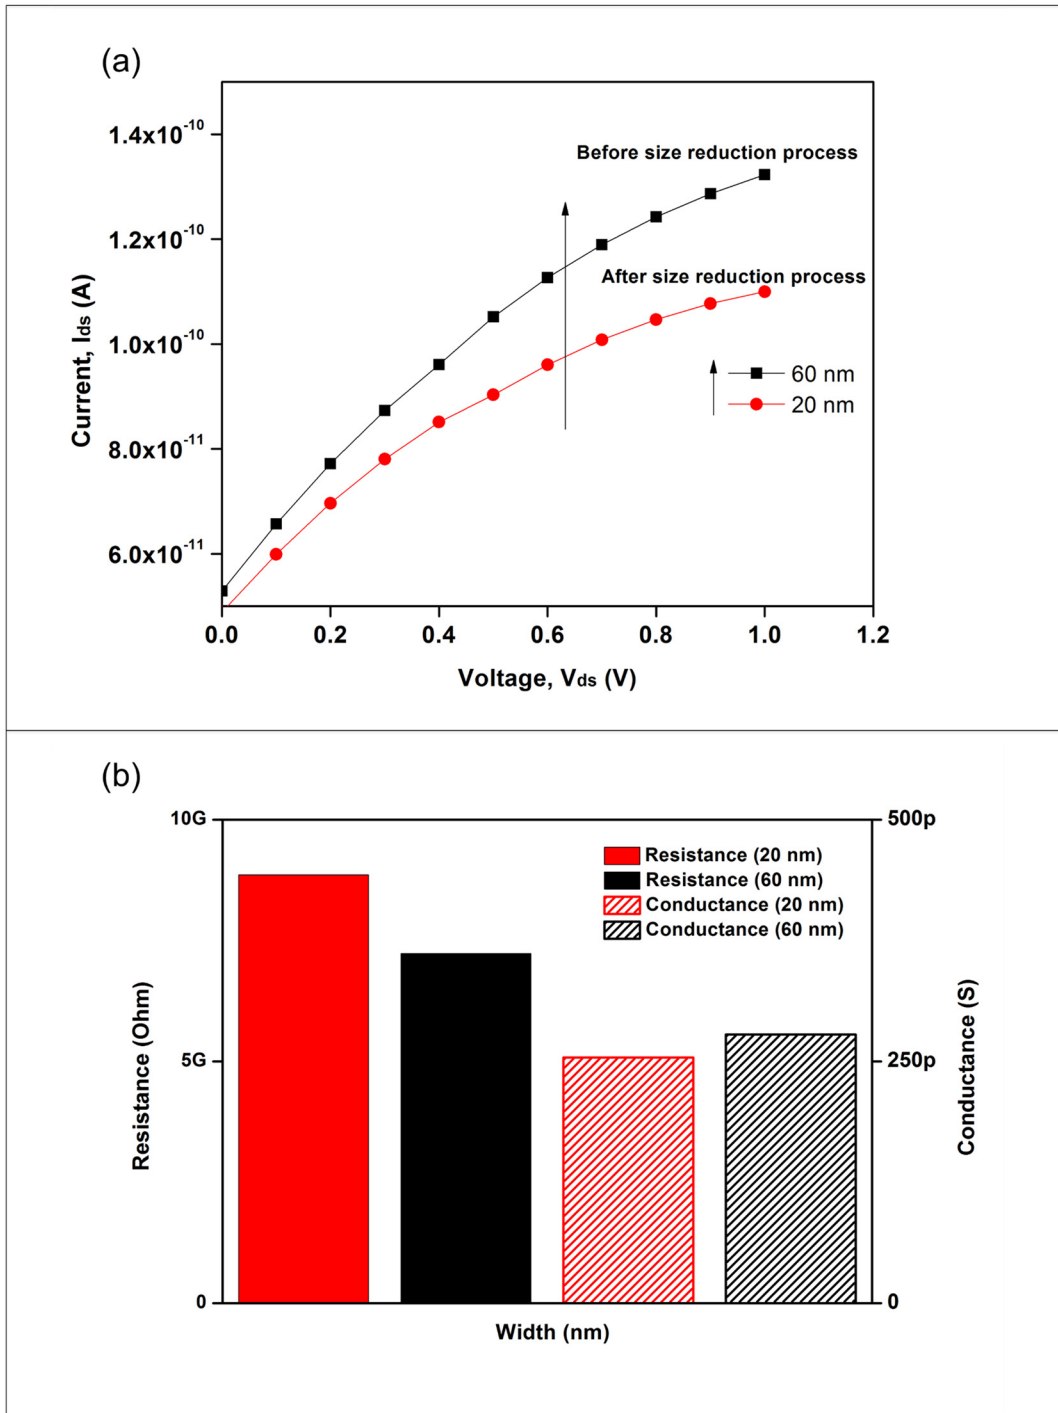 (a)
1.4x10⁻¹⁰
1.2x10⁻¹⁰
1.0x10⁻¹⁰
8.0x10⁻¹¹
6.0x10⁻¹¹
Current, Ids (A)
Before size reduction process
After size reduction process
60 nm
20 nm
0.0 0.2 0.4 0.6 0.8 1.0 1.2
Voltage, Vds (V)
(b)
10G
5G
0
Resistance (Ohm)
Resistance (20 nm)
Resistance (60 nm)
Conductance (20 nm)
Conductance (60 nm)
500p
250p
0
Conductance (S)
Width (nm)